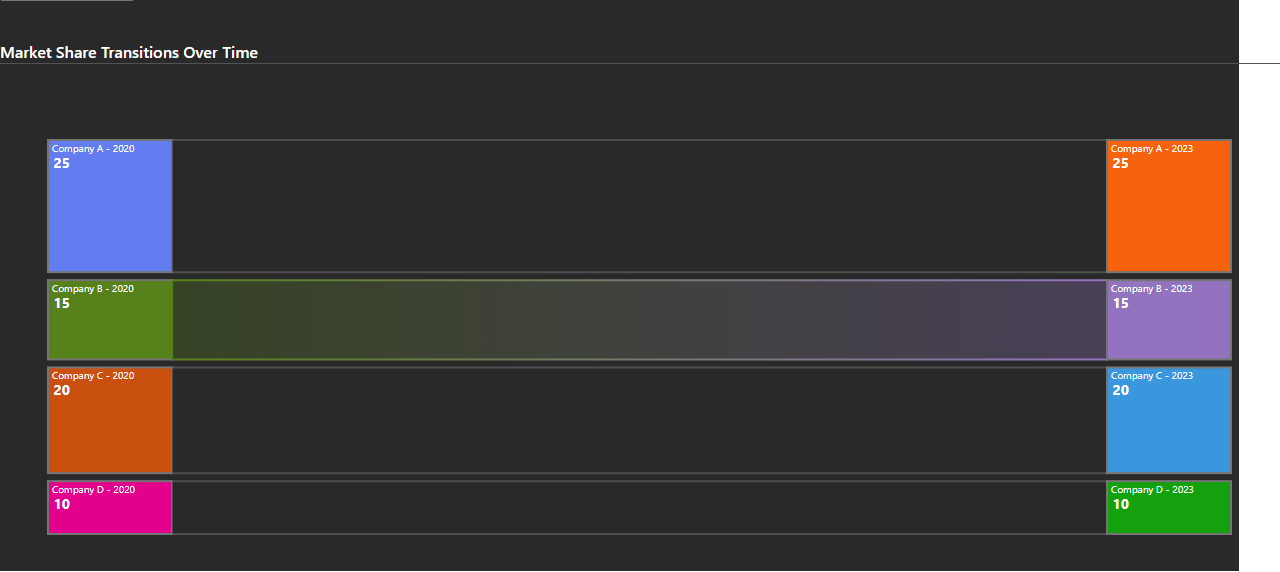 Market Share Transitions Over Time
Company A - 2020
25
Company A - 2023
25
Company B - 2020
15
Company B - 2023
15
Company C - 2020
20
Company C - 2023
20
Company D - 2020
10
Company D - 2023
10